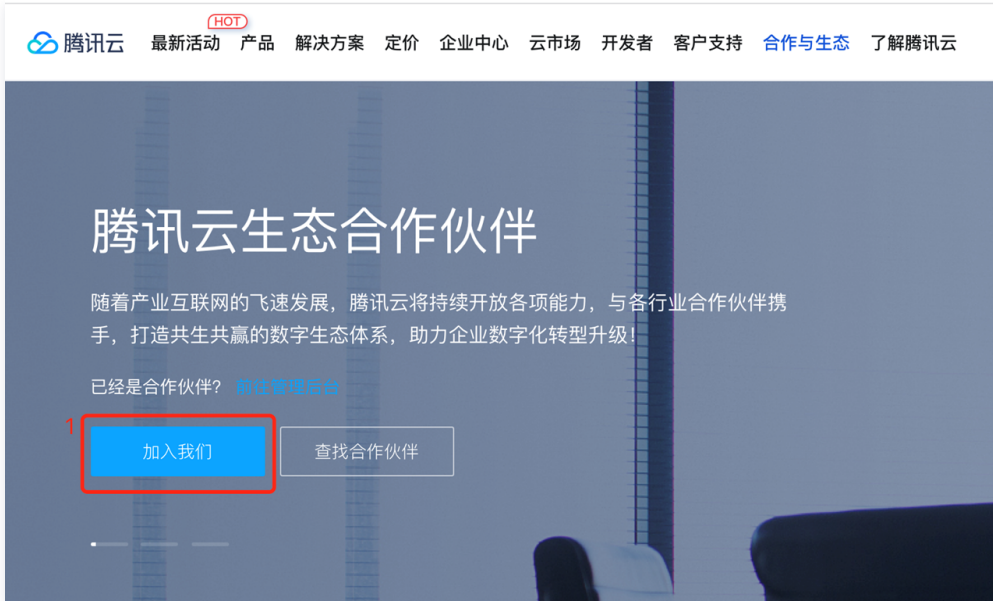 HOT
腾讯云 最新活动 产品 解决方案 定价 企业中心 云市场 开发者 客户支持 合作与生态 了解腾讯云
腾讯云生态合作伙伴
随着产业互联网的飞速发展，腾讯云将持续开放各项能力，与各行业合作伙伴携
手，打造共生共赢的数字生态体系，助力企业数字化转型升级！
已经是合作伙伴？ 前往管理后台
1
加入我们 查找合作伙伴